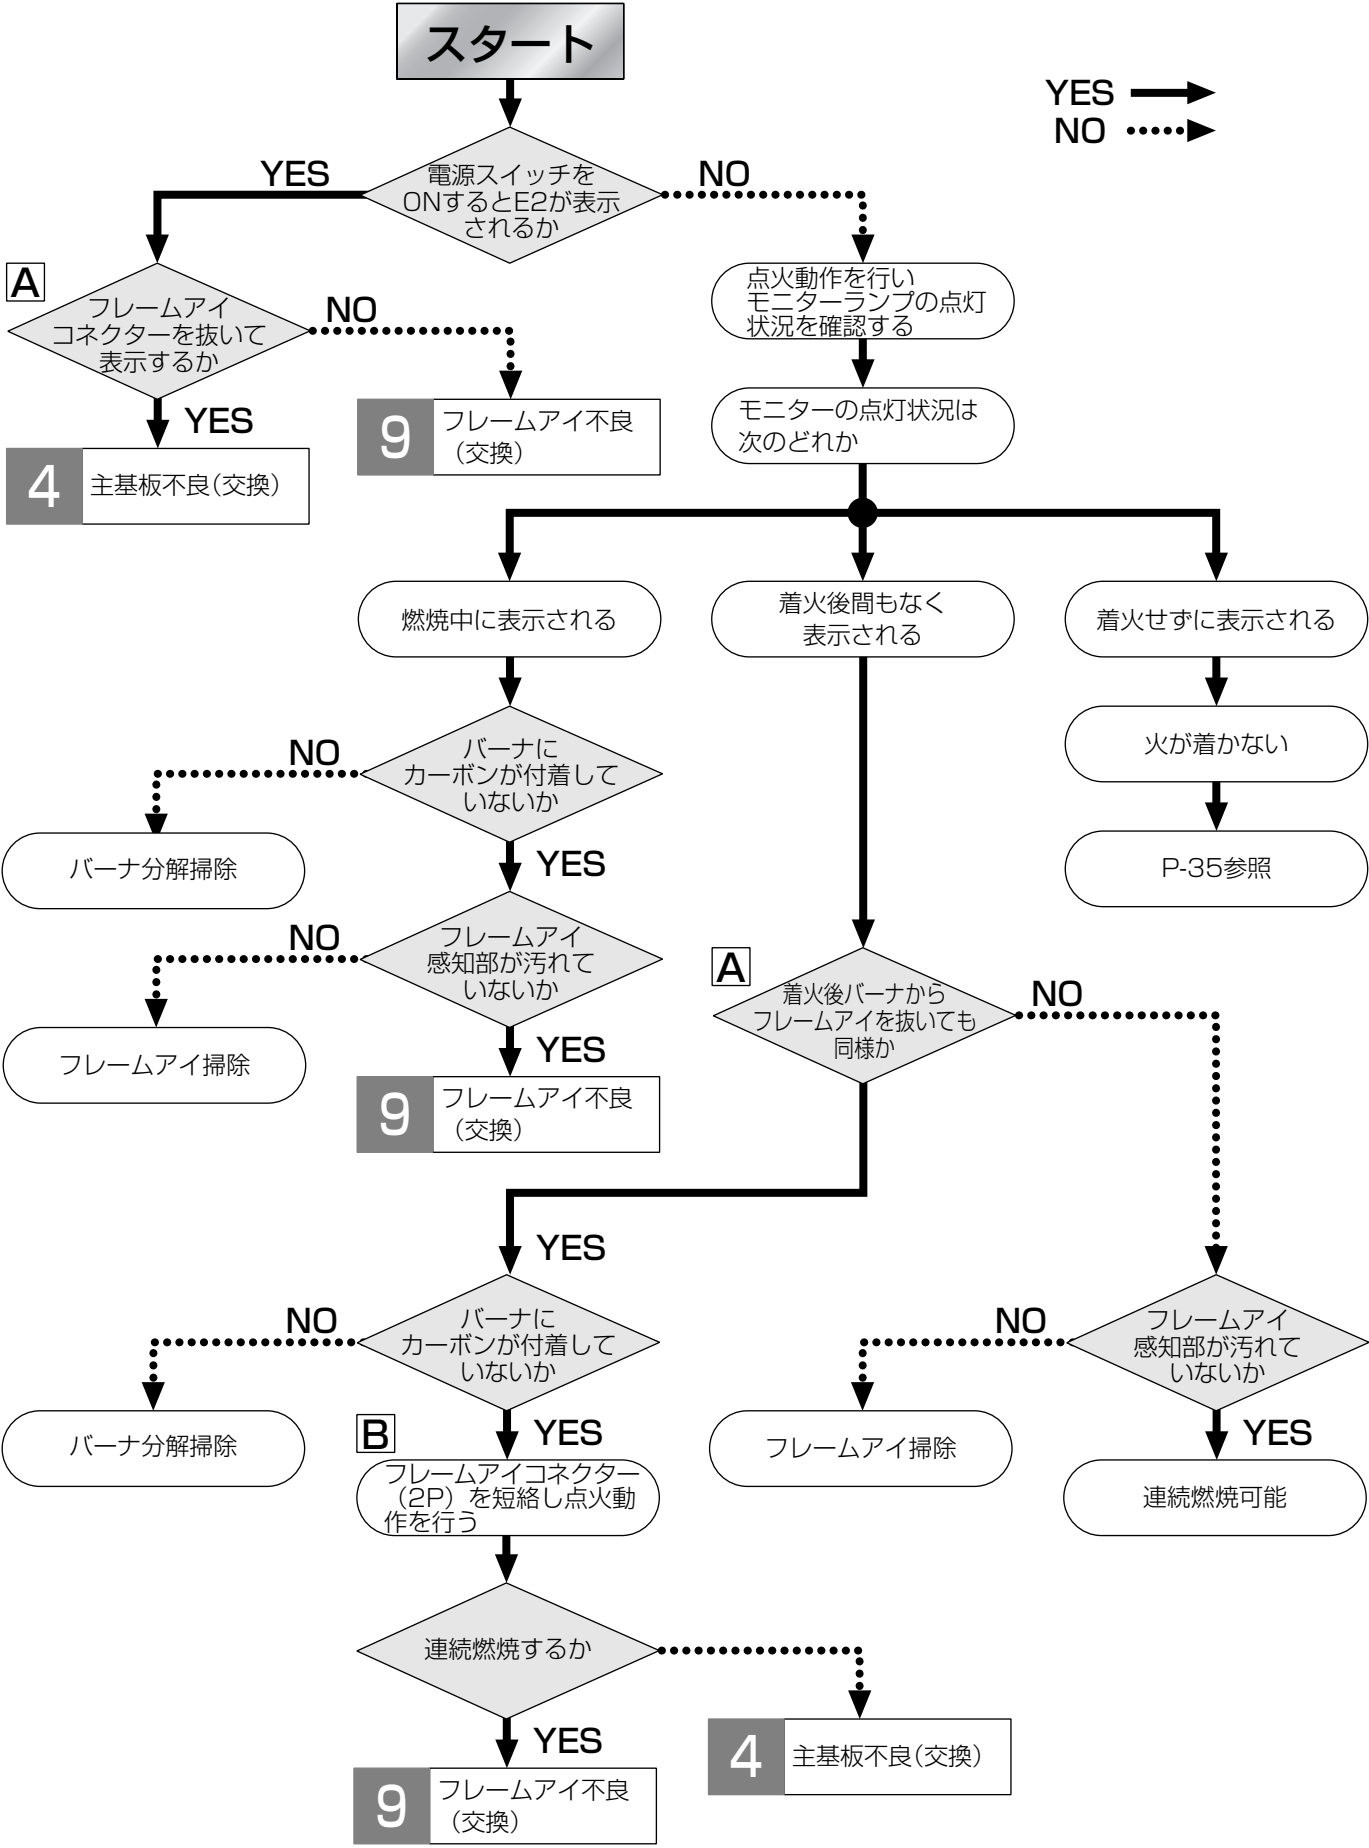 スタート
YES
NO
電源スイッチを
ONするとE2が表示
されるか
YES
NO
A
フレームアイ
コネクターを抜いて
表示するか
NO
YES
4
主基板不良(交換)
9
フレームアイ不良
(交換)
点火動作を行い
モニターランプの点灯
状況を確認する
モニターの点灯状況は
次のどれか
燃焼中に表示される
着火後間もなく
表示される
着火せずに表示される
火が着かない
P-35参照
バーナに
カーボンが付着して
いないか
NO
バーナ分解掃除
YES
フレームアイ
感知部が汚れて
いないか
NO
フレームアイ掃除
YES
9
フレームアイ不良
(交換)
A
着火後バーナから
フレームアイを抜いても
同様か
NO
YES
バーナに
カーボンが付着して
いないか
NO
バーナ分解掃除
YES
B
フレームアイコネクター
(2P)を短絡し点火動
作を行う
フレームアイ
感知部が汚れて
いないか
NO
フレームアイ掃除
YES
連続燃焼可能
連続燃焼するか
YES
9
フレームアイ不良
(交換)
4
主基板不良(交換)